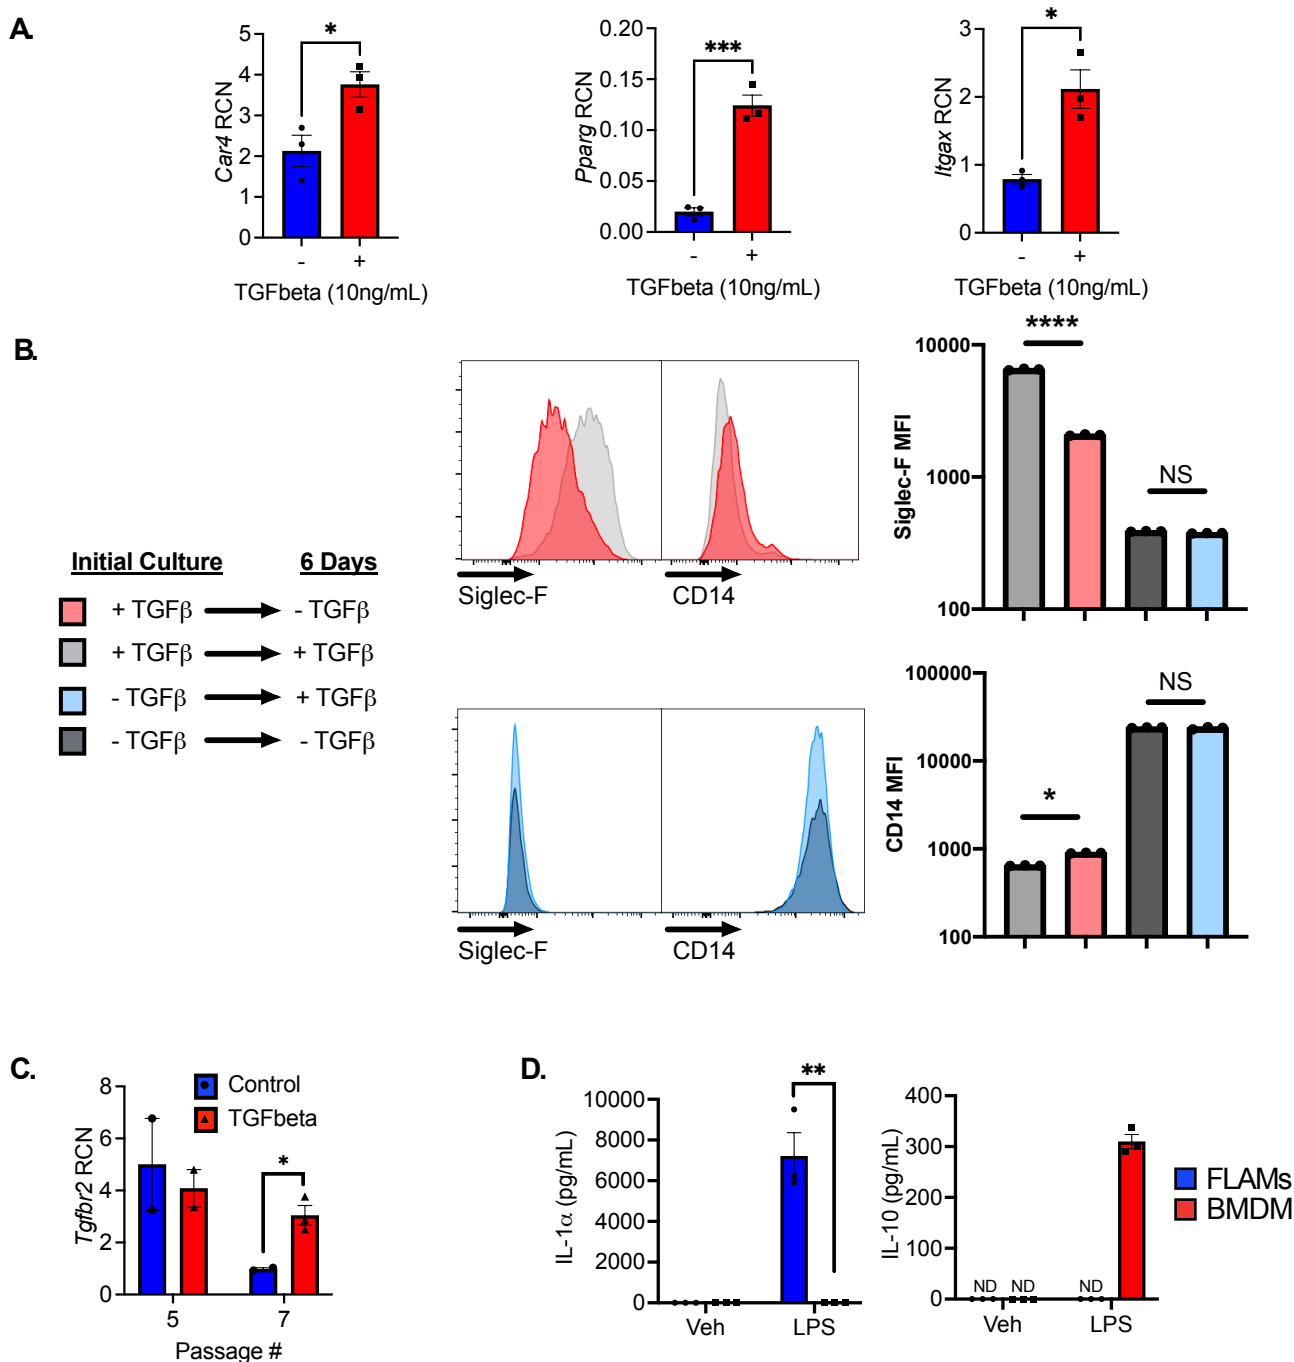 A.
*
***
*
5
4
3
2
1
0
Car4 RCN
- +
TGFbeta (10ng/mL)
0.20
0.15
0.10
0.05
0.00
Pparg RCN
- +
TGFbeta (10ng/mL)
3
2
1
0
Itgax RCN
- +
TGFbeta (10ng/mL)
B.
Initial Culture 6 Days
+ TGFβ - TGFβ
+ TGFβ + TGFβ
- TGFβ + TGFβ
- TGFβ - TGFβ
Siglec-F
CD14
Siglec-F
CD14
****
NS
10000
1000
100
Siglec-F MFI
*
NS
100000
10000
1000
100
CD14 MFI
C.
Control
TGFbeta
*
8
6
4
2
0
Tgfbr2 RCN
5 7
Passage #
D.
**
10000
8000
6000
4000
2000
0
IL-1α (pg/mL)
Veh LPS
400
300
200
100
0
IL-10 (pg/mL)
ND ND ND
Veh LPS
FLAMs
BMDM